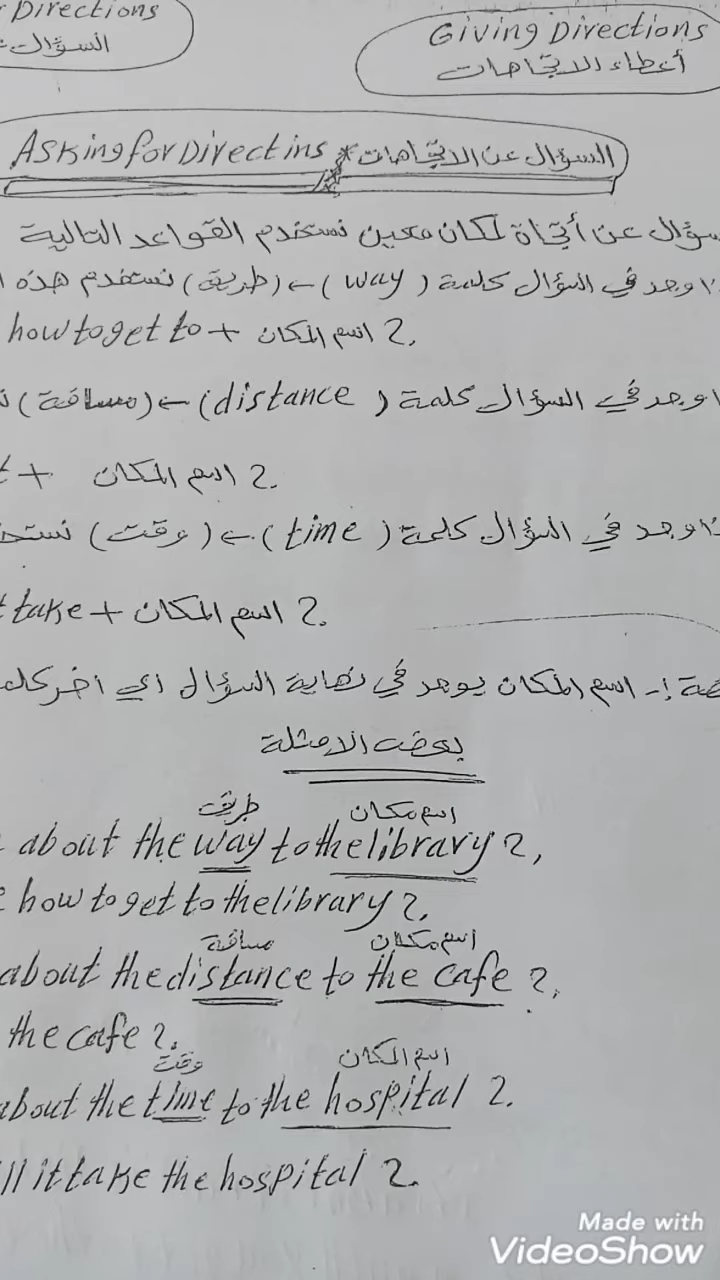 Directions
السؤال
Giving Directions
أعطاء الاتجاهات
Asking for Directins * السؤال عن الاتجاهات
سؤال عن أتجاة لمكان معين نستخدم القواعد التالية
وجد في السؤال كلمة (way) ← (طريق) نستخدم هذه
how to get to + اسم المكان ?.
وجد في السؤال كلمة (distance) ← (مسافة)
+ اسم المكان ?.
وجد في السؤال كلمة (time) ← (وقت)
take + اسم المكان ?.
اسم المكان يوجد في نهاية السؤال أي اخر
بعض الامثلة
طريق اسم مكان
about the way to the library ?,
how to get to the library ?,
مسافة اسم مكان
about the distance to the cafe ?,
the cafe ?,
وقت اسم المكان
about the time to the hospital ?.
ll it take the hospital ?.
Made with
VideoShow